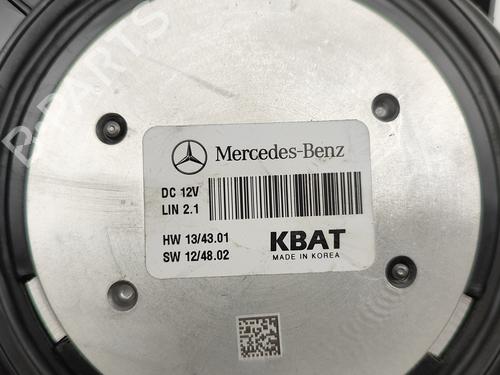 B-PARTS
Mercedes-Benz
DC 12V
LIN 2.1
HW 13/43.01
SW 12/48.02
KBAT
MADE IN KOREA